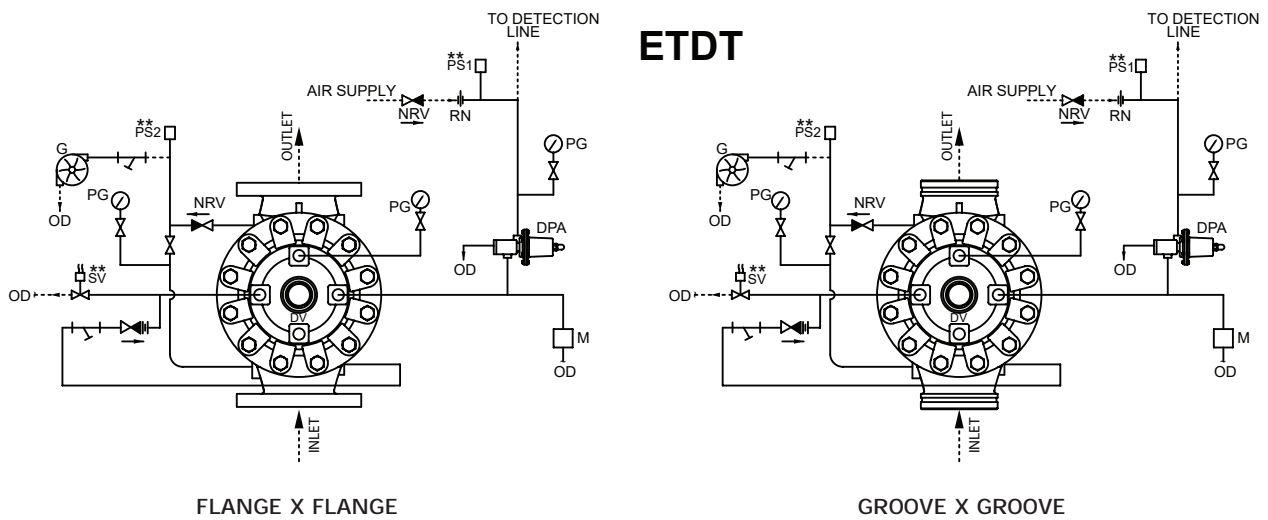 TO DETECTION
LINE
**
PS1
AIR SUPPLY
NRV
RN
**
PS2
OUTLET
G
PG
PG
NRV
PG
OD
DPA
OD
**
SV
OD
DV
M
OD
INLET
FLANGE X FLANGE
ETDT
TO DETECTION
LINE
**
PS1
AIR SUPPLY
NRV
RN
**
PS2
OUTLET
G
PG
PG
NRV
PG
OD
DPA
OD
**
SV
OD
DV
M
OD
INLET
GROOVE X GROOVE